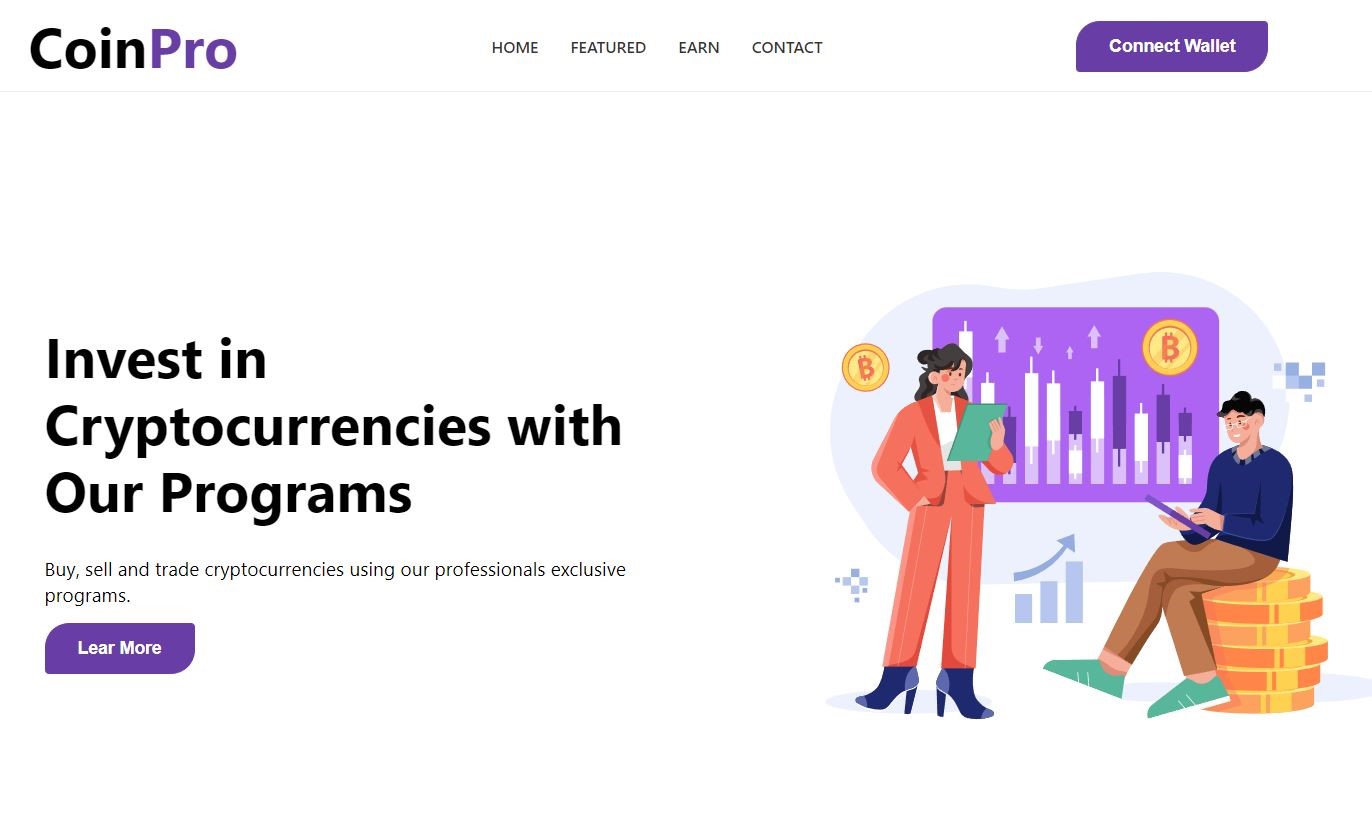 CoinPro
HOME FEATURED EARN CONTACT
Connect Wallet
Invest in
Cryptocurrencies with
Our Programs
Buy, sell and trade cryptocurrencies using our professionals exclusive
programs.
Lear More